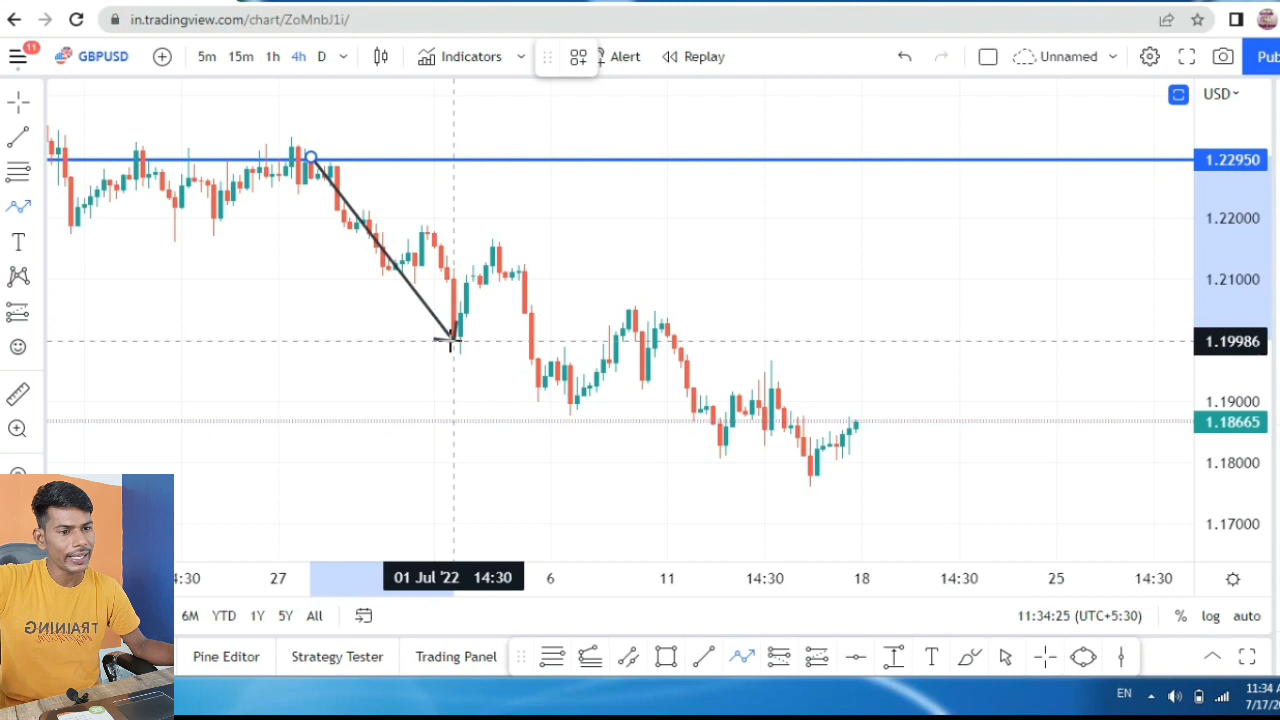 in.tradingview.com/chart/ZoMnbJ1i/
11 GBPUSD 5m 15m 1h 4h D Indicators Alert Replay Unnamed Pub
USD
1.22950
1.22000
1.21000
1.19986
1.19000
1.18665
1.18000
1.17000
4:30 27 01 Jul '22 14:30 6 11 14:30 18 14:30 25 14:30
6M YTD 1Y 5Y All 11:34:25 (UTC+5:30) % log auto
TRAINING
Pine Editor Strategy Tester Trading Panel
EN 11:34 A
7/17/2